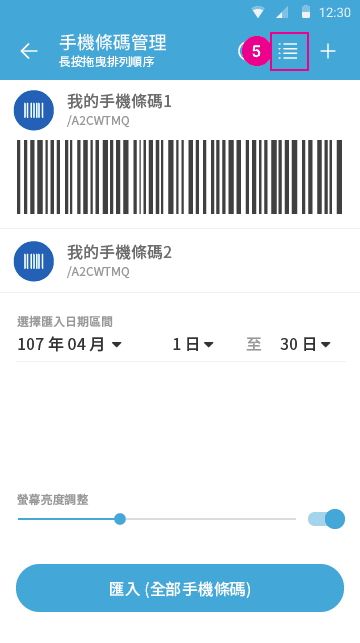 12:30
手機條碼管理
長按拖曳排列順序
5
我的手機條碼1
/A2CWTMQ
我的手機條碼2
/A2CWTMQ
選擇匯入日期區間
107 年 04 月 1 日 至 30 日
螢幕亮度調整
匯入 (全部手機條碼)